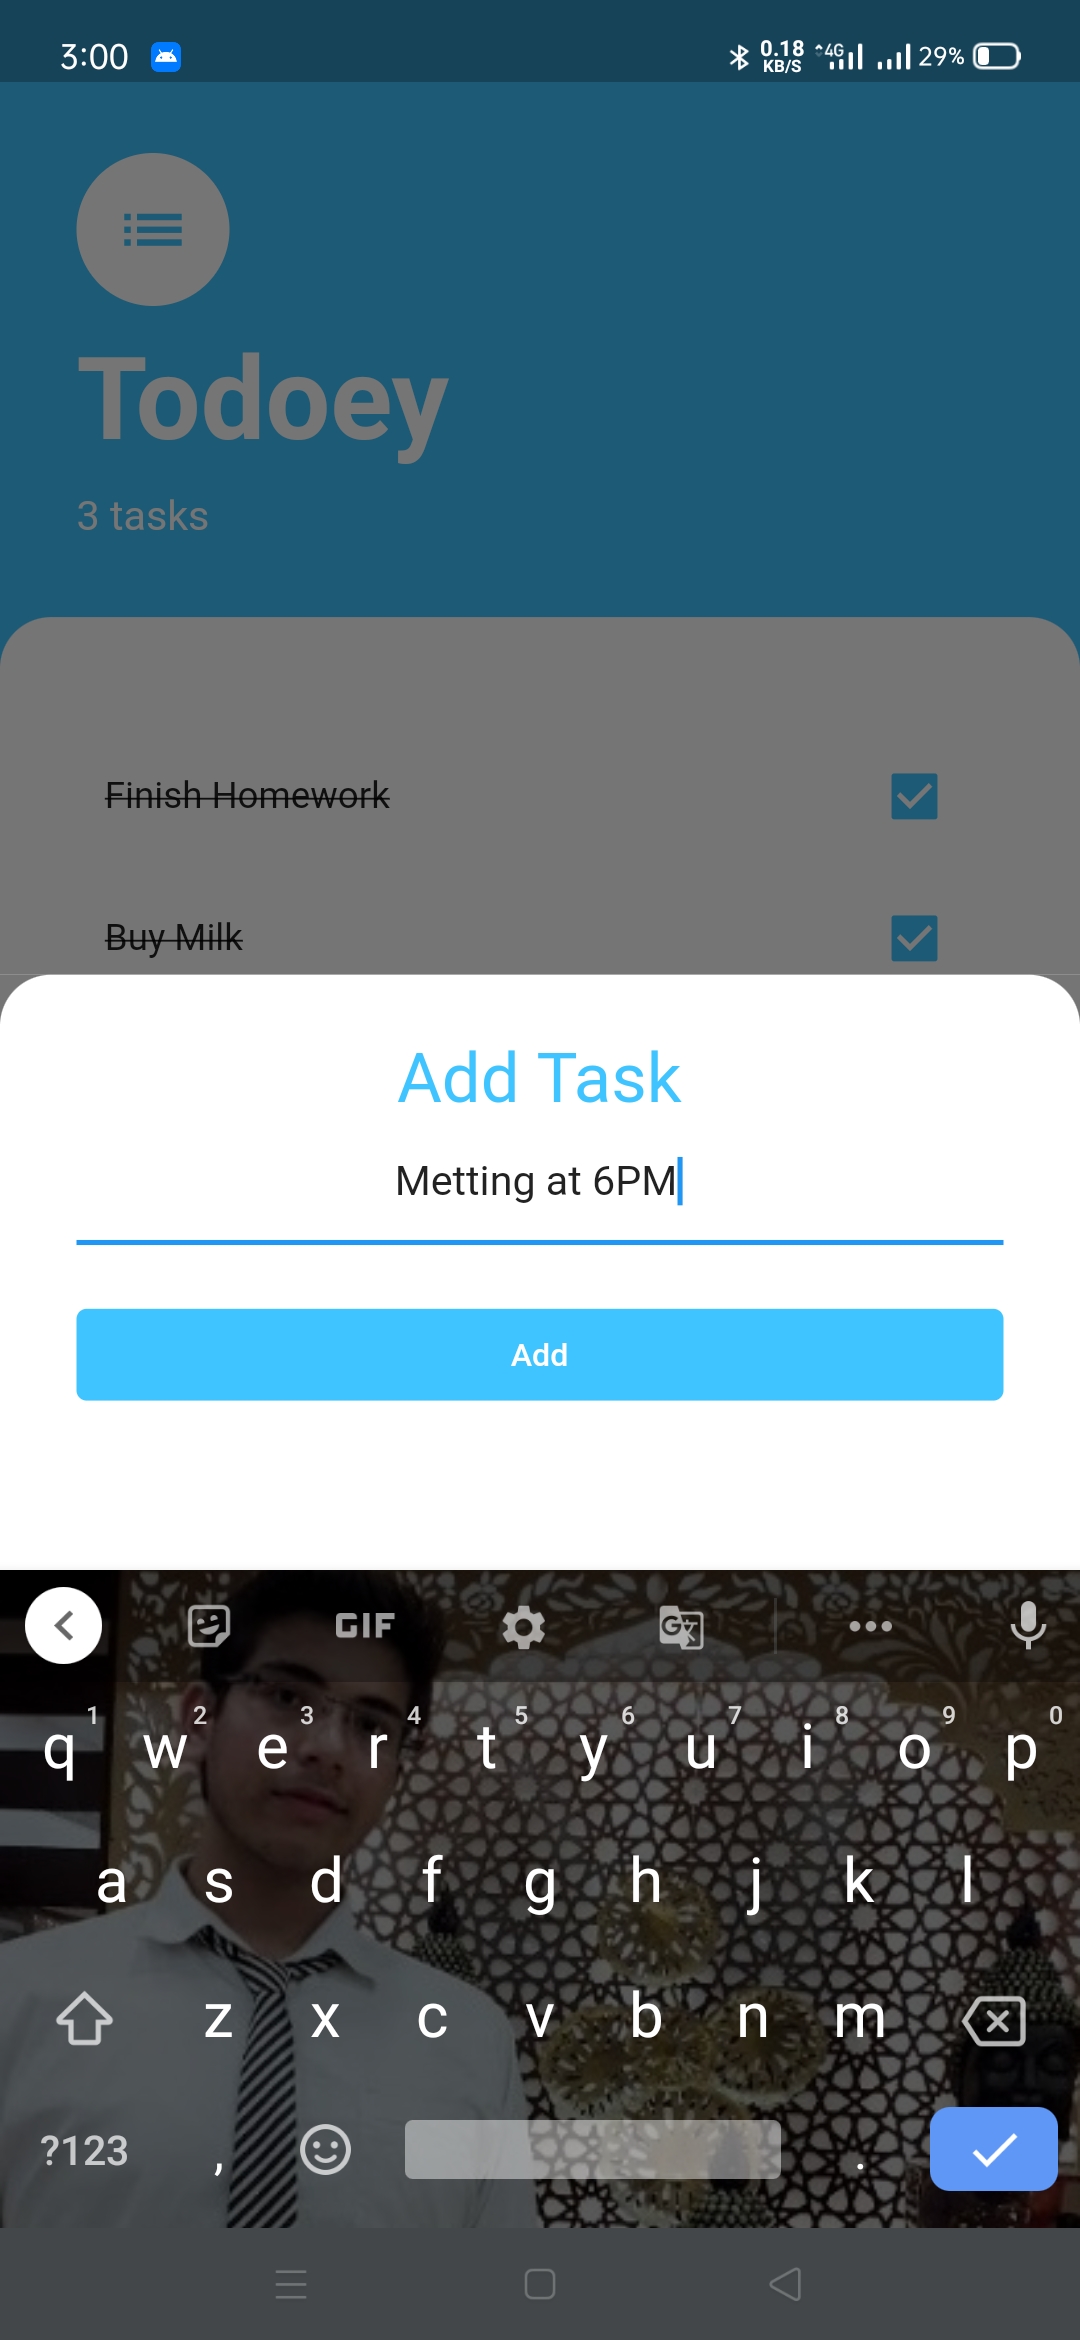 3:00 0.18 KB/S 4G 29%
Todoey
3 tasks
Finish Homework
Buy Milk
Add Task
Metting at 6PM
Add
GIF G
1 2 3 4 5 6 7 8 9 0
q w e r t y u i o p
a s d f g h j k l
z x c v b n m
?123 , .